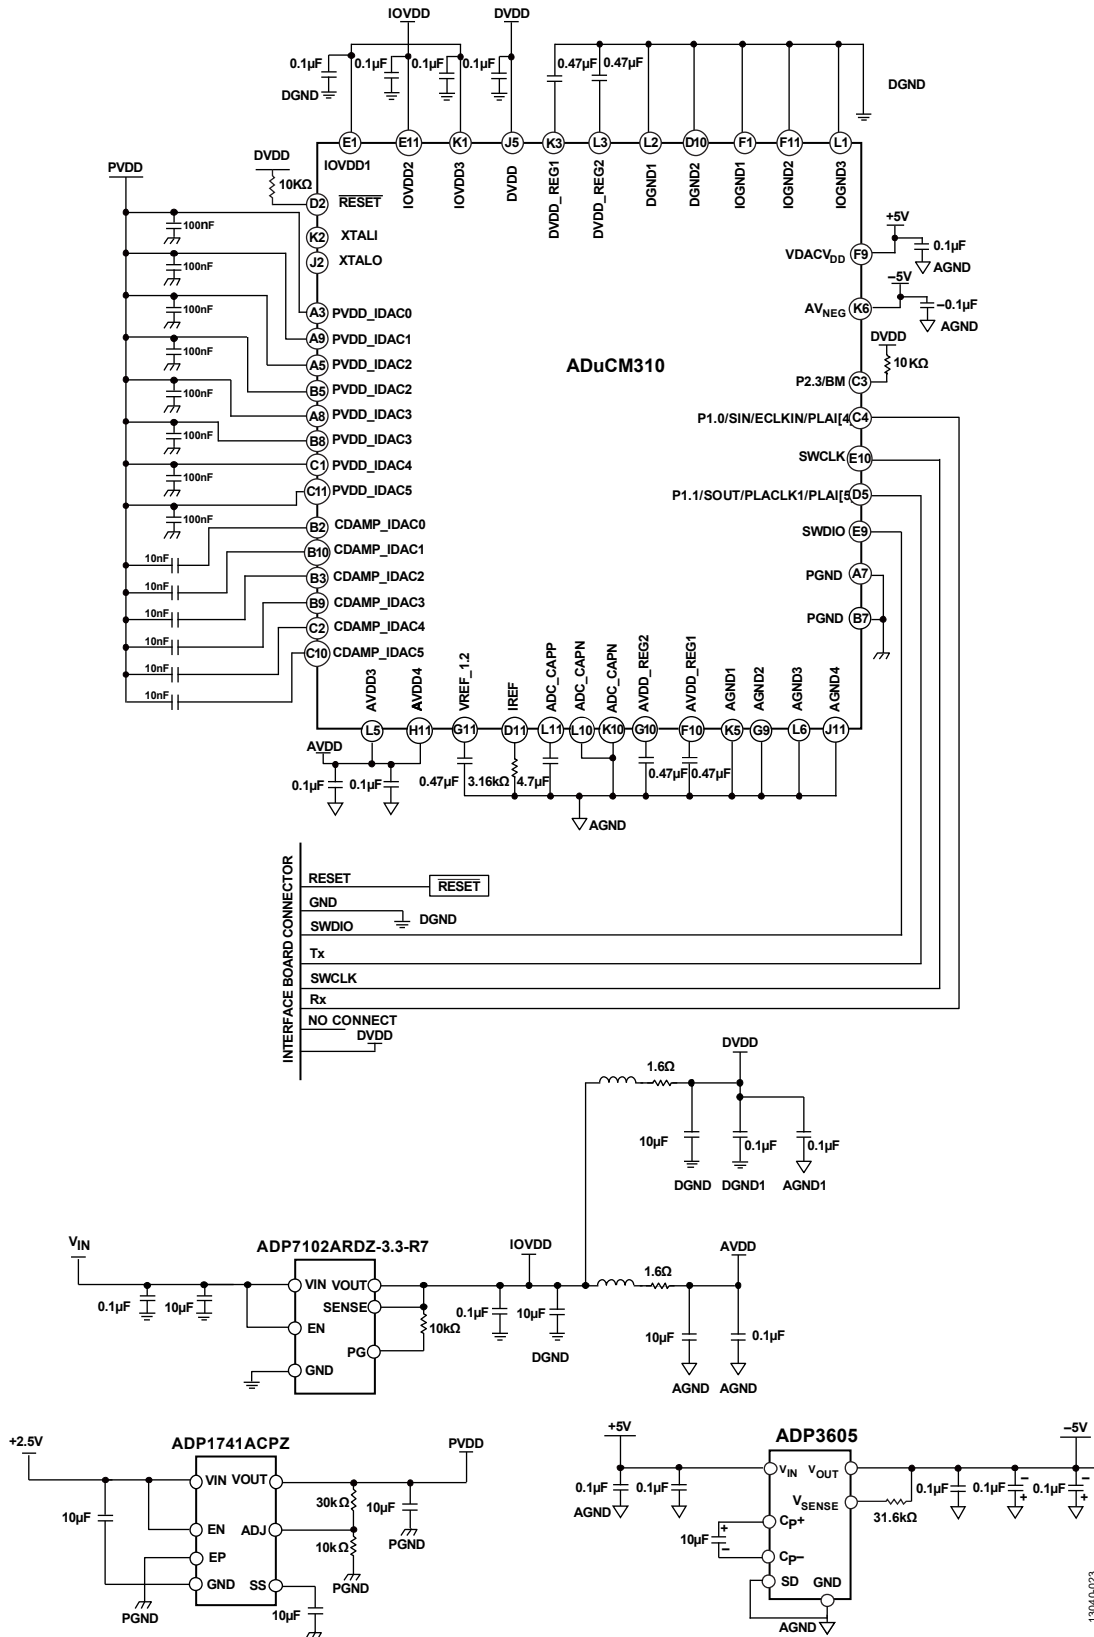 IOVDD DVDD
0.1µF 0.1µF 0.1µF 0.1µF 0.47µF 0.47µF
DGND DGND
E1 E11 K1 J5 K3 L3 L2 D10 F1 F11 L1
IOVDD1 IOVDD2 IOVDD3 DVDD DVDD_REG1 DVDD_REG2 DGND1 DGND2 IOGND1 IOGND2 IOGND3
PVDD
DVDD
10KΩ
D2 RESET
K2 XTALI
J2 XTALO
100nF
100nF
100nF
100nF
100nF
100nF
100nF
100nF
A3 PVDD_IDAC0
A9 PVDD_IDAC1
A5 PVDD_IDAC2
B5 PVDD_IDAC2
A8 PVDD_IDAC3
B8 PVDD_IDAC3
C1 PVDD_IDAC4
C11 PVDD_IDAC5
B2 CDAMP_IDAC0
B10 CDAMP_IDAC1
B3 CDAMP_IDAC2
B9 CDAMP_IDAC3
C2 CDAMP_IDAC4
C10 CDAMP_IDAC5
10nF
10nF
10nF
10nF
10nF
10nF
ADuCM310
+5V
VDACVDD F9 0.1µF
AGND
–5V
AVNEG K6 –0.1µF
AGND
DVDD
10KΩ
P2.3/BM C3
P1.0/SIN/ECLKIN/PLAI[4 C4
SWCLK E10
P1.1/SOUT/PLACLK1/PLAI[5 D5
SWDIO E9
PGND A7
PGND B7
AVDD3 AVDD4 VREF_1.2 IREF ADC_CAPP ADC_CAPN ADC_CAPN AVDD_REG2 AVDD_REG1 AGND1 AGND2 AGND3 AGND4
L5 H11 G11 D11 L11 L10 K10 G10 F10 K5 G9 L6 J11
AVDD
0.1µF 0.1µF 0.47µF 3.16kΩ 4.7µF 0.47µF 0.47µF
AGND
INTERFACE BOARD CONNECTOR
RESET RESET
GND DGND
SWDIO
Tx
SWCLK
Rx
NO CONNECT
DVDD
DVDD
1.6Ω
10µF 0.1µF 0.1µF
DGND DGND1 AGND1
VIN
ADP7102ARDZ-3.3-R7
IOVDD AVDD
1.6Ω
VIN VOUT
SENSE
EN
PG
GND
0.1µF 10µF 10kΩ 0.1µF 10µF
DGND
10µF 0.1µF
AGND AGND
+2.5V
ADP1741ACPZ
PVDD
VIN VOUT
EN ADJ
EP
GND SS
10µF
30kΩ
10kΩ
10µF
PGND
PGND
PGND
10µF
+5V
ADP3605
–5V
VIN VOUT
VSENSE
CP+
CP–
SD GND
0.1µF 0.1µF
AGND
10µF + –
31.6kΩ
0.1µF 0.1µF – + 0.1µF – +
AGND
13040-023